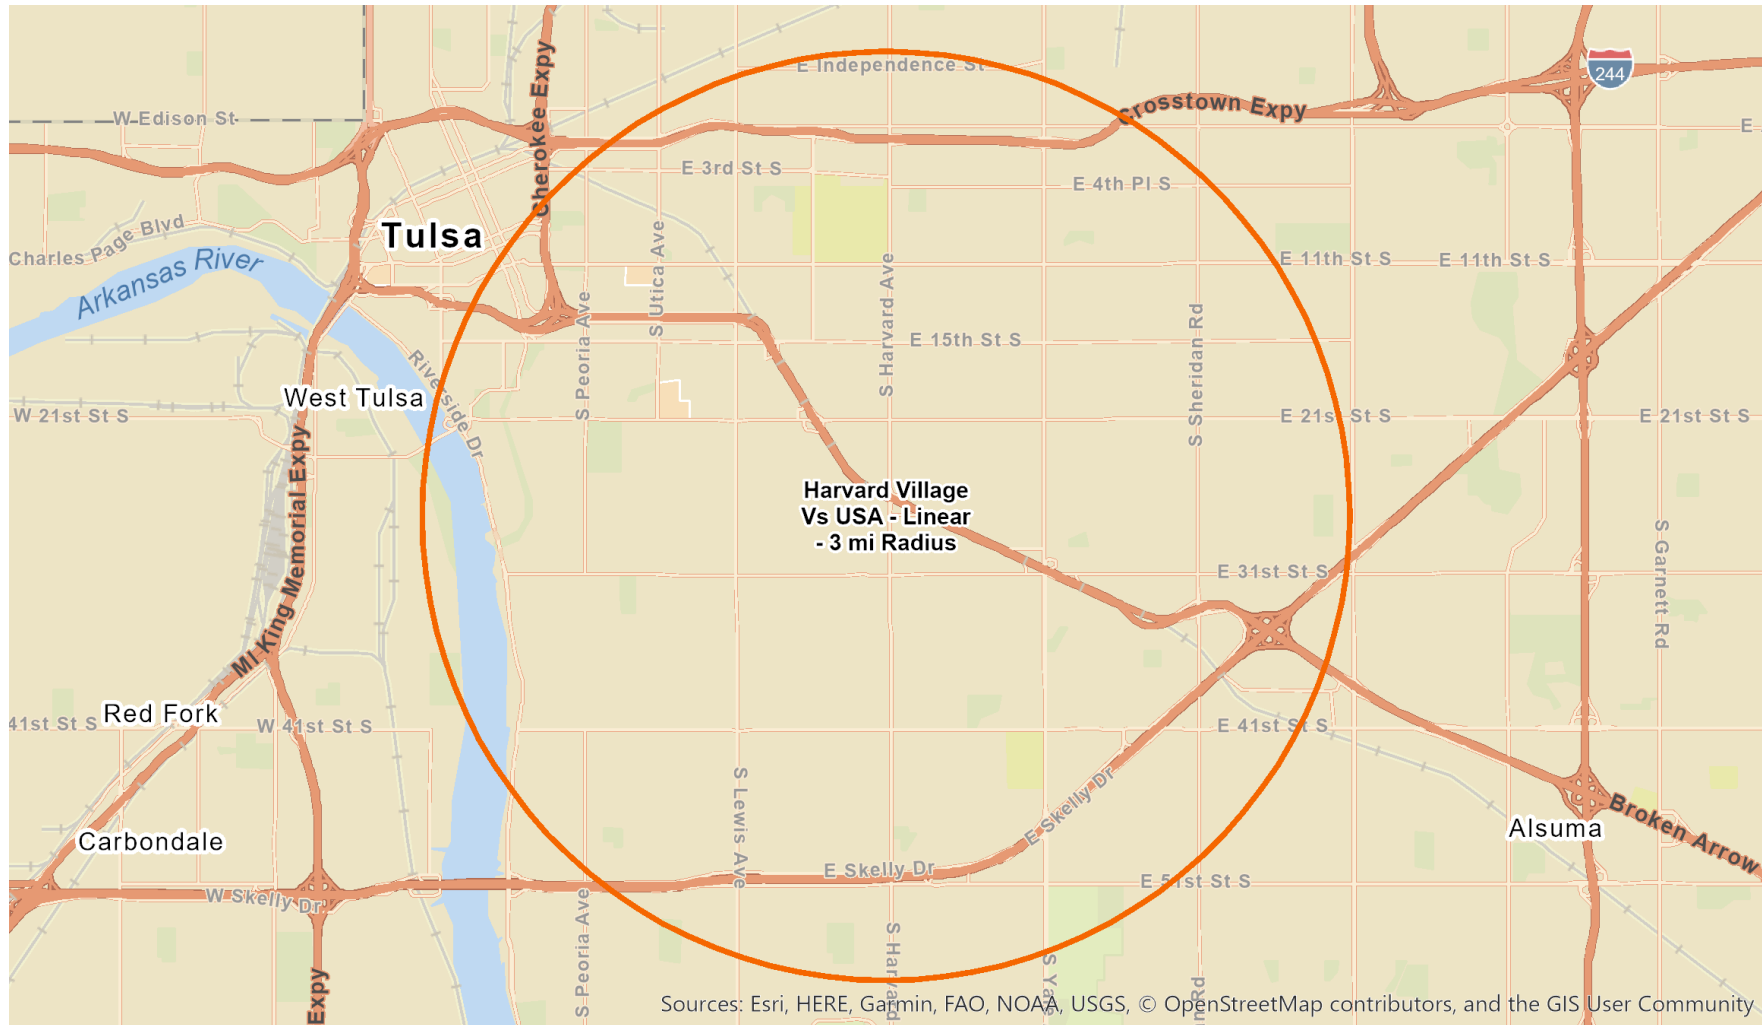 E Independence St
Cherokee Expy
244
Crosstown Expy
W Edison St
E
E 3rd St S
E 4th Pl S
Charles Page Blvd
Tulsa
Arkansas River
S Utica Ave
E 11th St S
E 11th St S
S Peoria Ave
S Harvard Ave
S Sheridan Rd
E 15th St S
Riverside Dr
West Tulsa
W 21st St S
E 21st St S
E 21st St S
Ml King Memorial Expy
Harvard Village
Vs USA - Linear
- 3 mi Radius
S Garnett Rd
E 31st St S
Red Fork
41st St S
W 41st St S
E 41st St S
S Lewis Ave
E Skelly Dr
Broken Arrow
Carbondale
Alsuma
E Skelly Dr
E 51st St S
W Skelly Dr
S Peoria Ave
S Harvard
S Yale
Expy
n Rd
Sources: Esri, HERE, Garmin, FAO, NOAA, USGS, © OpenStreetMap contributors, and the GIS User Community